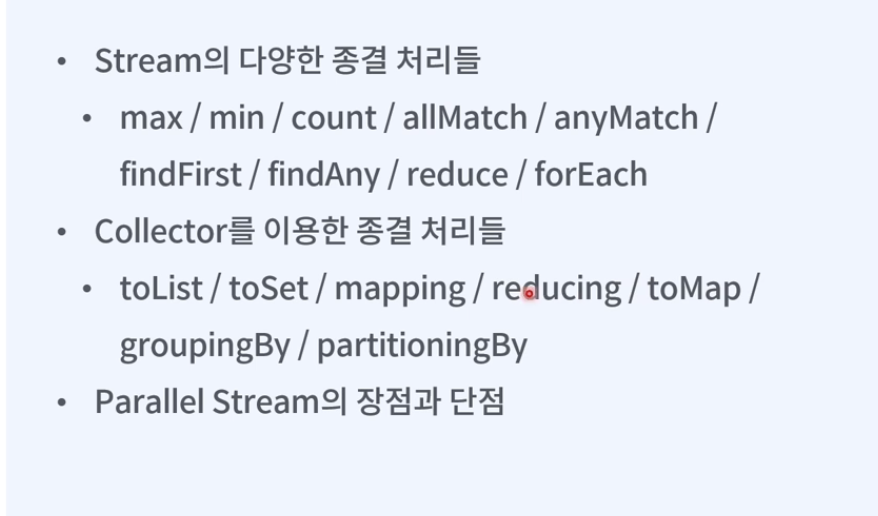 • Stream의 다양한 종결 처리들
• max / min / count / allMatch / anyMatch /
findFirst / findAny / reduce / forEach
• Collector를 이용한 종결 처리들
• toList / toSet / mapping / reducing / toMap /
groupingBy / partitioningBy
• Parallel Stream의 장점과 단점